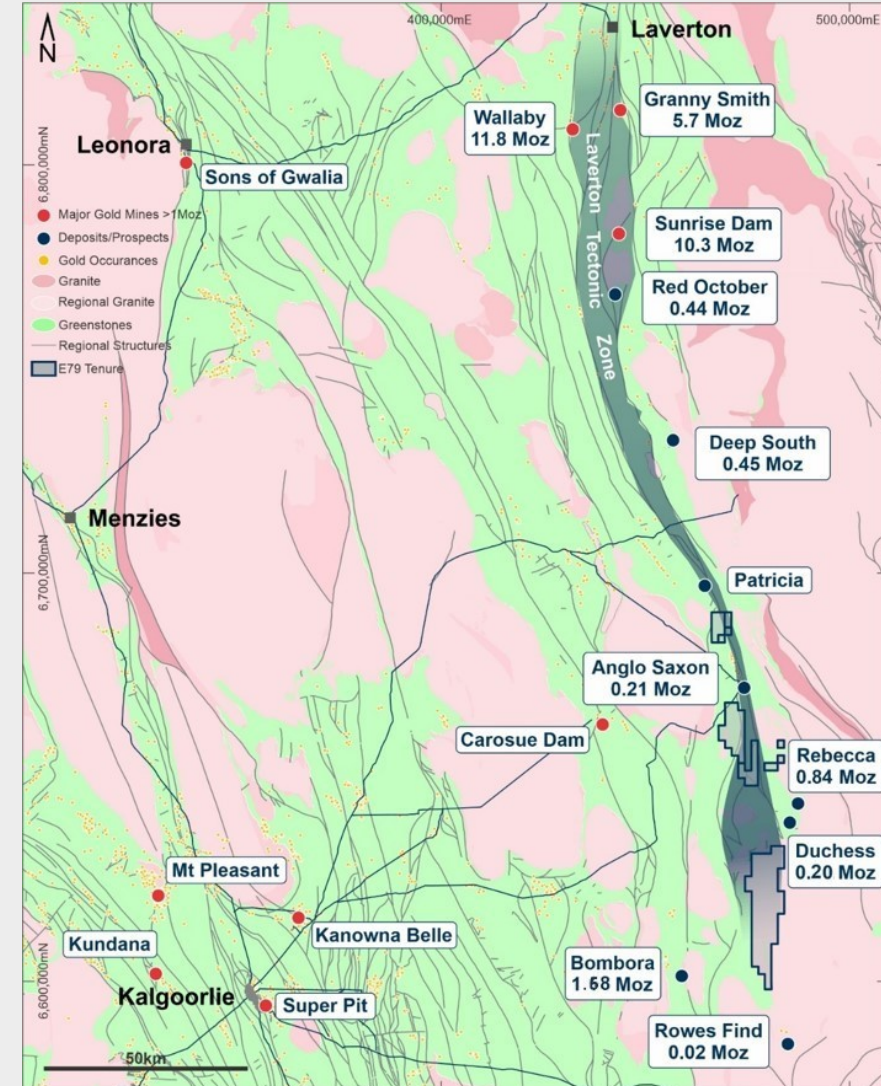 400,000mE
500,000mE
N
Laverton
Granny Smith
5.7 Moz
Wallaby
11.8 Moz
Leonora
Sons of Gwalia
6,800,000mN
Laverton Tectonic Zone
Major Gold Mines >1Moz
Deposits/Prospects
Gold Occurances
Granite
Regional Granite
Greenstones
Regional Structures
E79 Tenure
Sunrise Dam
10.3 Moz
Red October
0.44 Moz
Deep South
0.45 Moz
Menzies
6,700,000mN
Patricia
Anglo Saxon
0.21 Moz
Carosue Dam
Rebecca
0.84 Moz
Duchess
0.20 Moz
Mt Pleasant
Kanowna Belle
Kundana
Kalgoorlie
Super Pit
6,600,000mN
Bombora
1.68 Moz
Rowes Find
0.02 Moz
50km